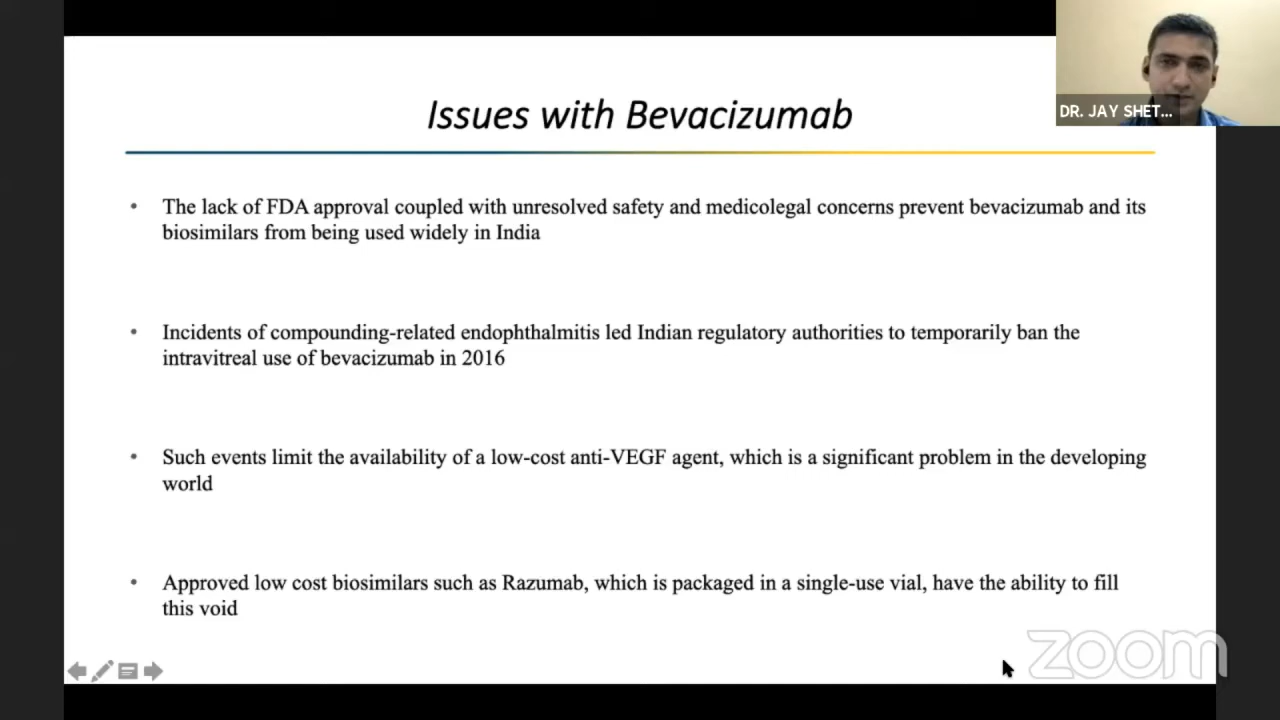 Issues with Bevacizumab
DR. JAY SHET...
• The lack of FDA approval coupled with unresolved safety and medicolegal concerns prevent bevacizumab and its
biosimilars from being used widely in India
• Incidents of compounding-related endophthalmitis led Indian regulatory authorities to temporarily ban the
intravitreal use of bevacizumab in 2016
• Such events limit the availability of a low-cost anti-VEGF agent, which is a significant problem in the developing
world
• Approved low cost biosimilars such as Razumab, which is packaged in a single-use vial, have the ability to fill
this void
zoom